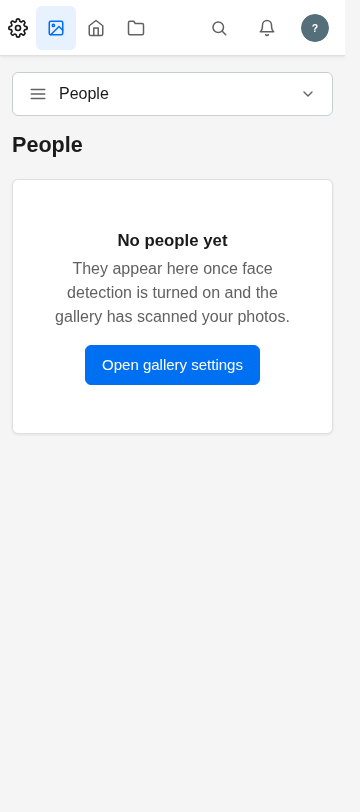 ?
People
People
No people yet
They appear here once face
detection is turned on and the
gallery has scanned your photos.
Open gallery settings